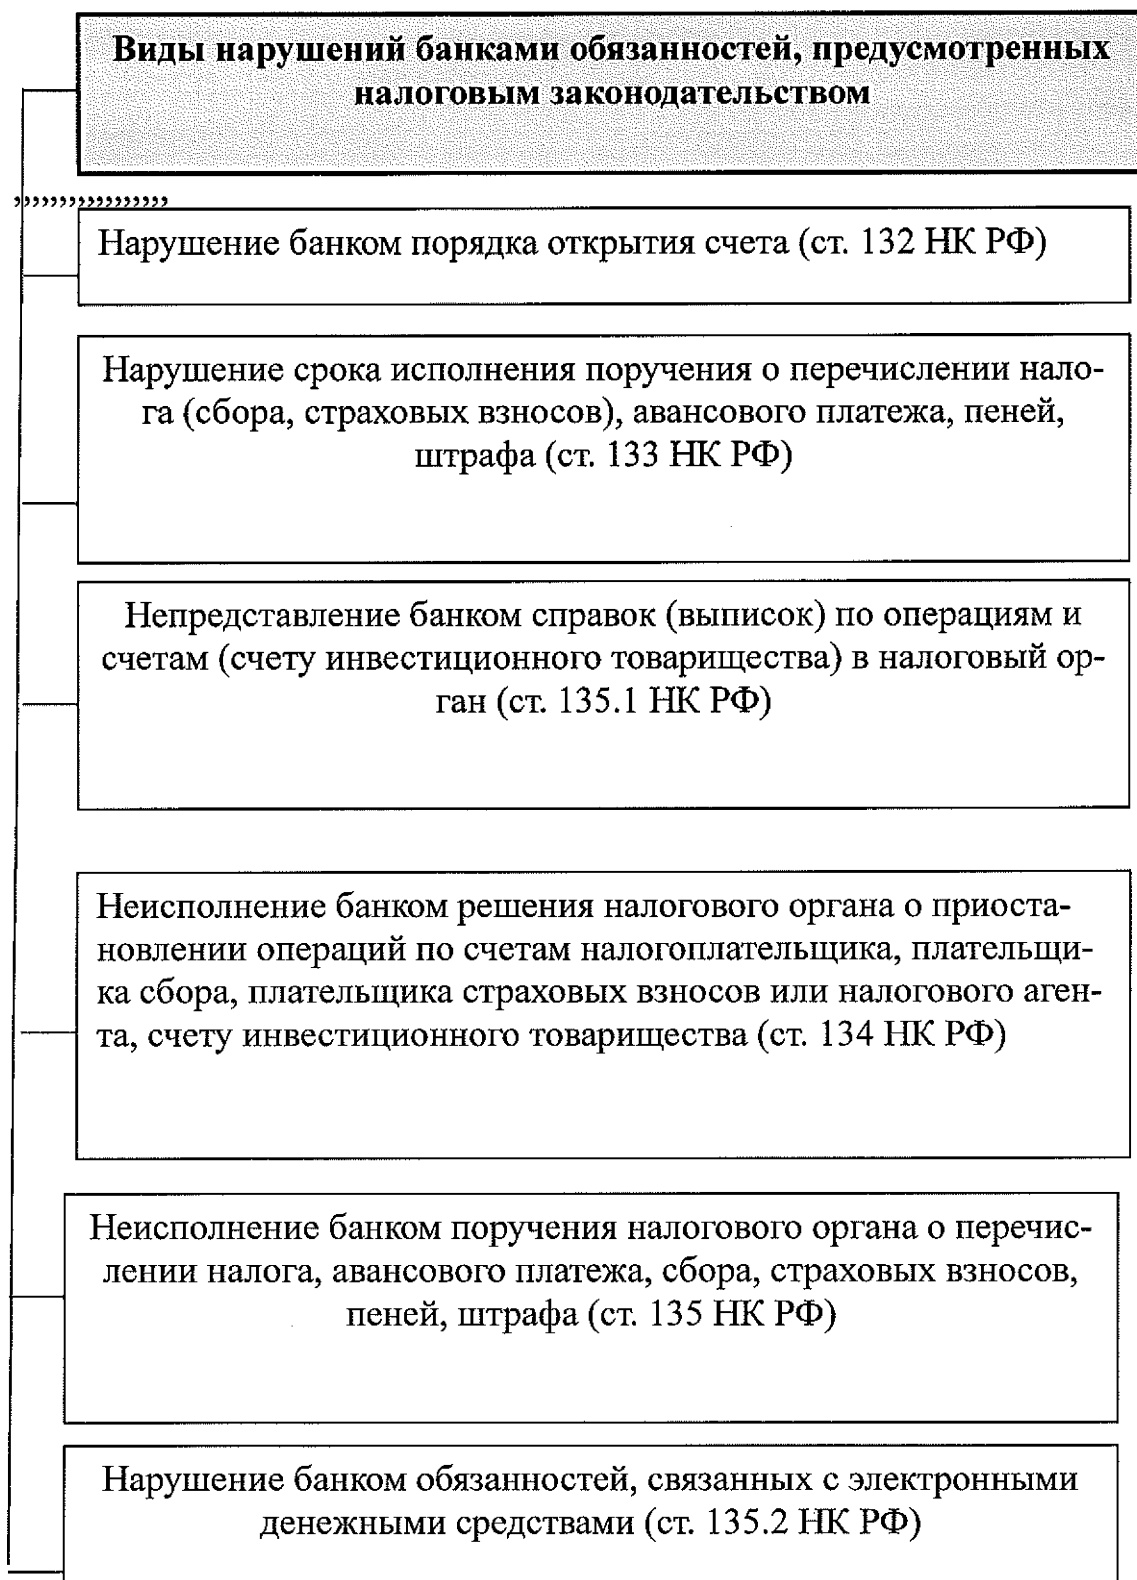 Виды нарушений банками обязанностей, предусмотренных
налоговым законодательством
,,,,,,,,,,,,,,,,,
Нарушение банком порядка открытия счета (ст. 132 НК РФ)
Нарушение срока исполнения поручения о перечислении нало-
га (сбора, страховых взносов), авансового платежа, пеней,
штрафа (ст. 133 НК РФ)
Непредставление банком справок (выписок) по операциям и
счетам (счету инвестиционного товарищества) в налоговый ор-
ган (ст. 135.1 НК РФ)
Неисполнение банком решения налогового органа о приоста-
новлении операций по счетам налогоплательщика, плательщи-
ка сбора, плательщика страховых взносов или налогового аген-
та, счету инвестиционного товарищества (ст. 134 НК РФ)
Неисполнение банком поручения налогового органа о перечис-
лении налога, авансового платежа, сбора, страховых взносов,
пеней, штрафа (ст. 135 НК РФ)
Нарушение банком обязанностей, связанных с электронными
денежными средствами (ст. 135.2 НК РФ)